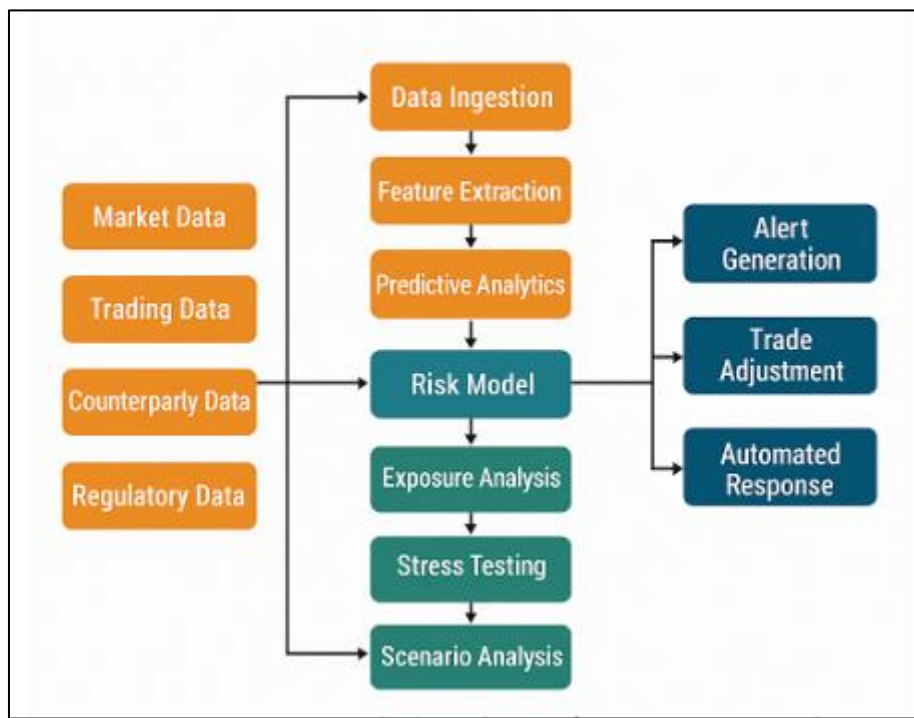 Market Data
Trading Data
Counterparly Data
Regulatory Data
Data Ingestion
Feature Extraction
Predictive Analytics
Risk Model
Exposure Analysis
Stress Testing
Scenario Analysis
Alert
Generation
Trade
Adjustment
Automated
Response